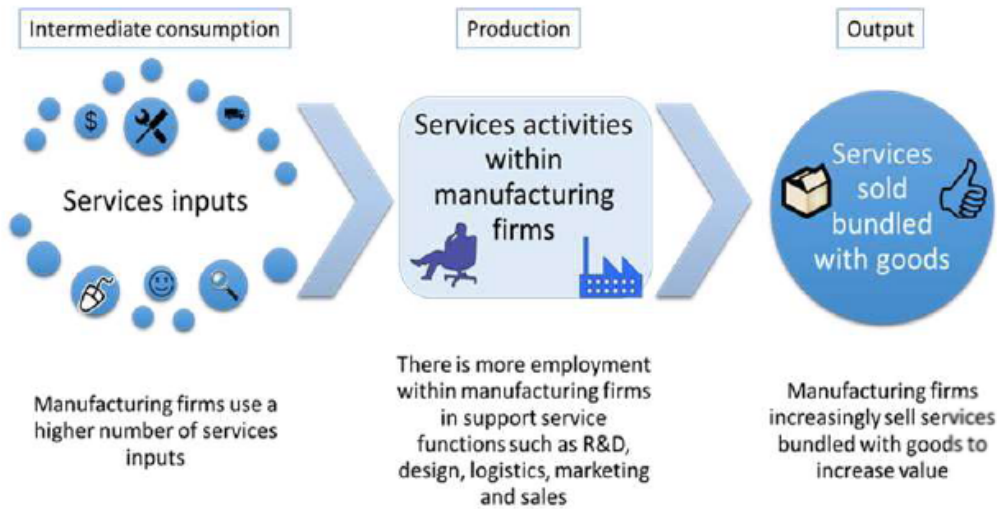 Intermediate consumption
Production
Output
$
Services inputs
Services activities
within
manufacturing
firms
Services
sold
bundled
with goods
Manufacturing firms use a
higher number of services
inputs
There is more employment
within manufacturing firms
in support service
functions such as R&D,
design, logistics, marketing
and sales
Manufacturing firms
increasingly sell services
bundled with goods to
increase value